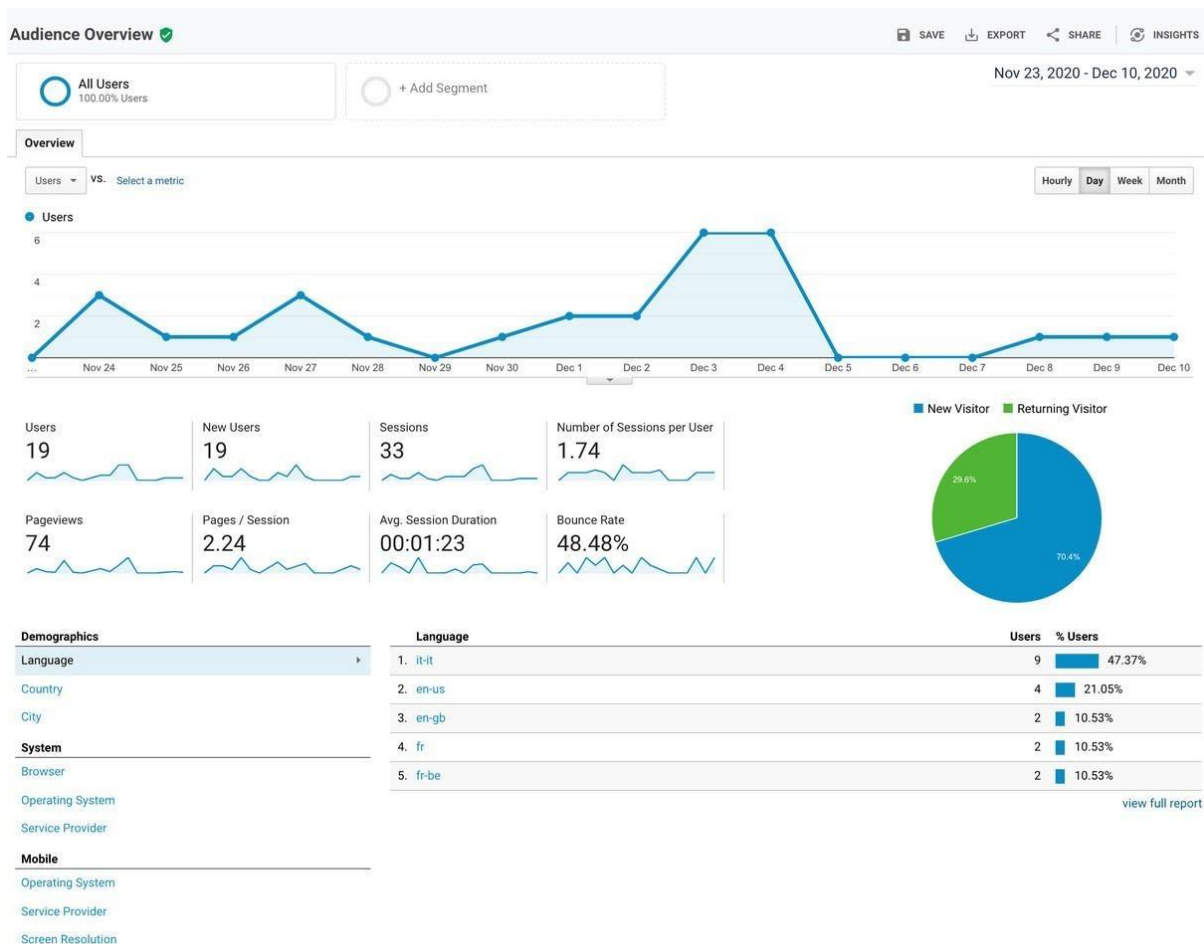 Audience Overview
SAVE EXPORT SHARE INSIGHTS
All Users
100.00% Users
+ Add Segment
Nov 23, 2020 - Dec 10, 2020
Overview
Users VS. Select a metric
Hourly Day Week Month
Users
6
4
2
... Nov 24 Nov 25 Nov 26 Nov 27 Nov 28 Nov 29 Nov 30 Dec 1 Dec 2 Dec 3 Dec 4 Dec 5 Dec 6 Dec 7 Dec 8 Dec 9 Dec 10
New Visitor Returning Visitor
Users New Users Sessions Number of Sessions per User
19 19 33 1.74
29.6%
70.4%
Pageviews Pages / Session Avg. Session Duration Bounce Rate
74 2.24 00:01:23 48.48%
Demographics
Language
Country
City
System
Browser
Operating System
Service Provider
Mobile
Operating System
Service Provider
Screen Resolution
Language Users % Users
1. it-it 9 47.37%
2. en-us 4 21.05%
3. en-gb 2 10.53%
4. fr 2 10.53%
5. fr-be 2 10.53%
view full report